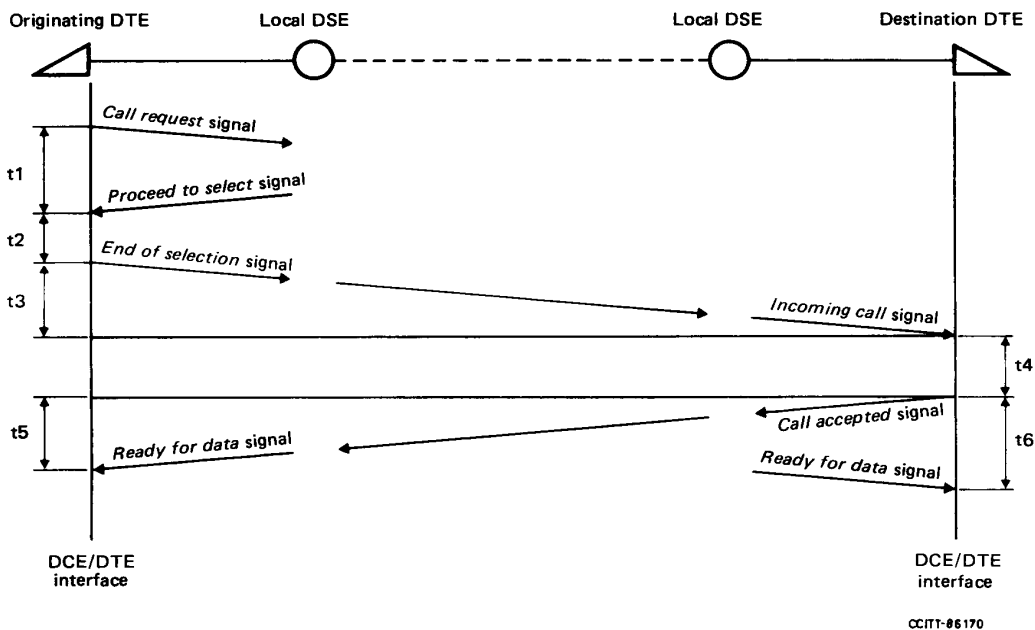 Originating DTE
Local DSE
Local DSE
Destination DTE
Call request signal
t1
Proceed to select signal
t2
End of selection signal
t3
Incoming call signal
t4
Call accepted signal
t5
Ready for data signal
t6
Ready for data signal
DCE/DTE
interface
DCE/DTE
interface
CCITT-86170